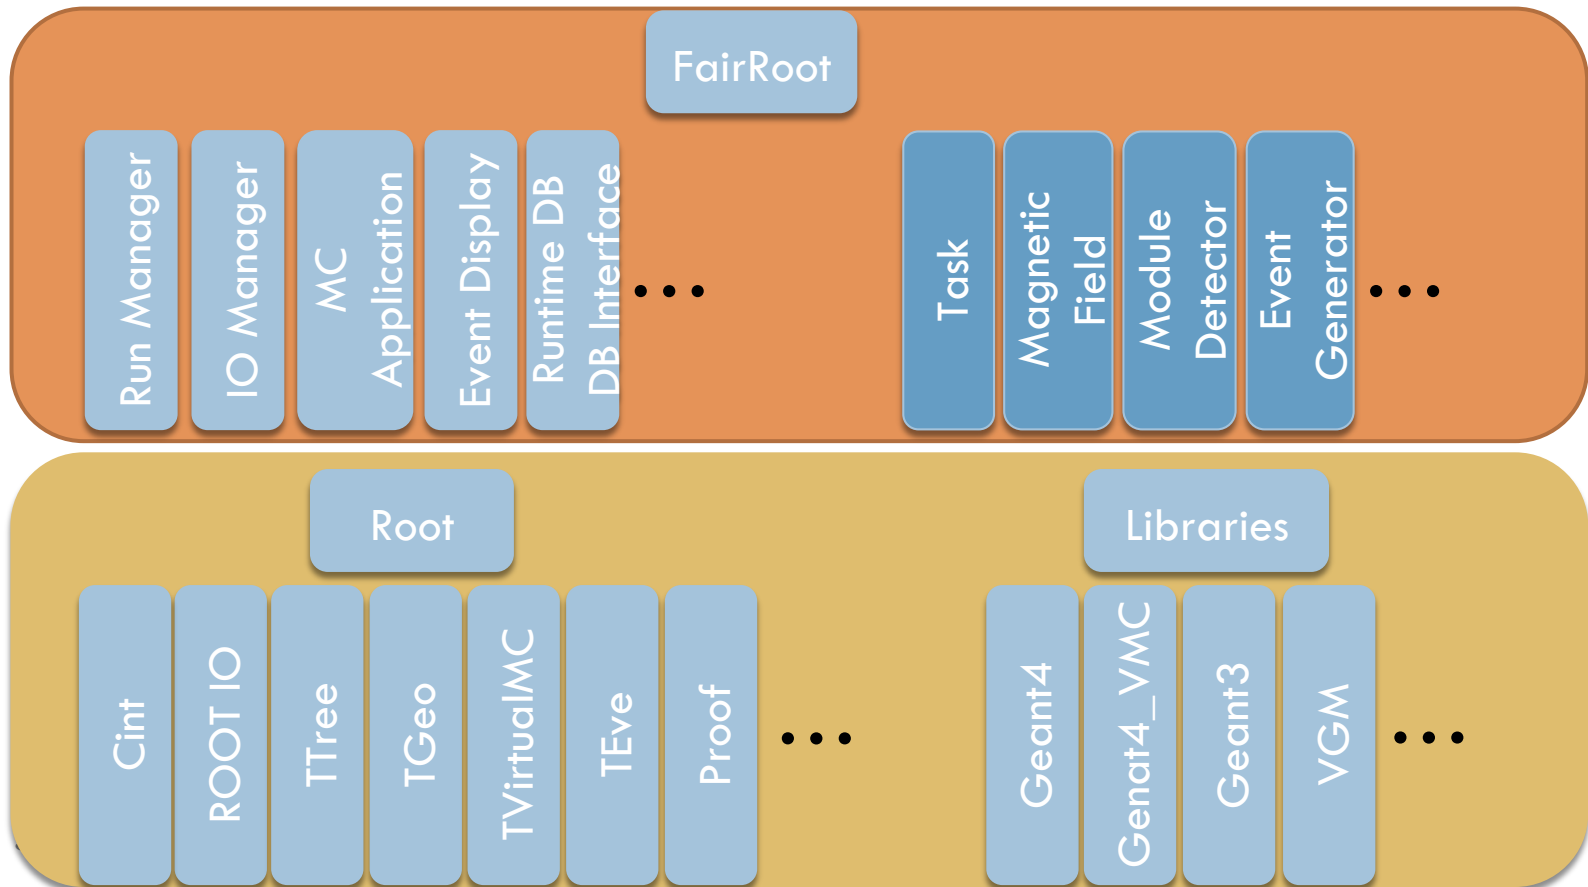 FairRoot
Run Manager
IO Manager
MC
Application
Event Display
Runtime DB
DB Interface
...
Task
Magnetic
Field
Module
Detector
Event
Generator
...
Root
Libraries
Cint
ROOT IO
TTree
TGeo
TVirtualMC
TEve
Proof
...
Geant4
Genat4_VMC
Geant3
VGM
...